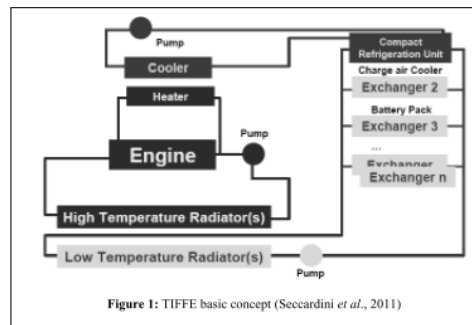 Pump
Compact
Refrigeration Unit
Cooler
Charge air Cooler
Heater
Exchanger 2
Battery Pack
Pump
Exchanger 3
Engine
...
Exchanger
Exchanger n
High Temperature Radiator(s)
Low Temperature Radiator(s)
Pump
Figure 1: TIFFE basic concept (Seccardini et al., 2011)